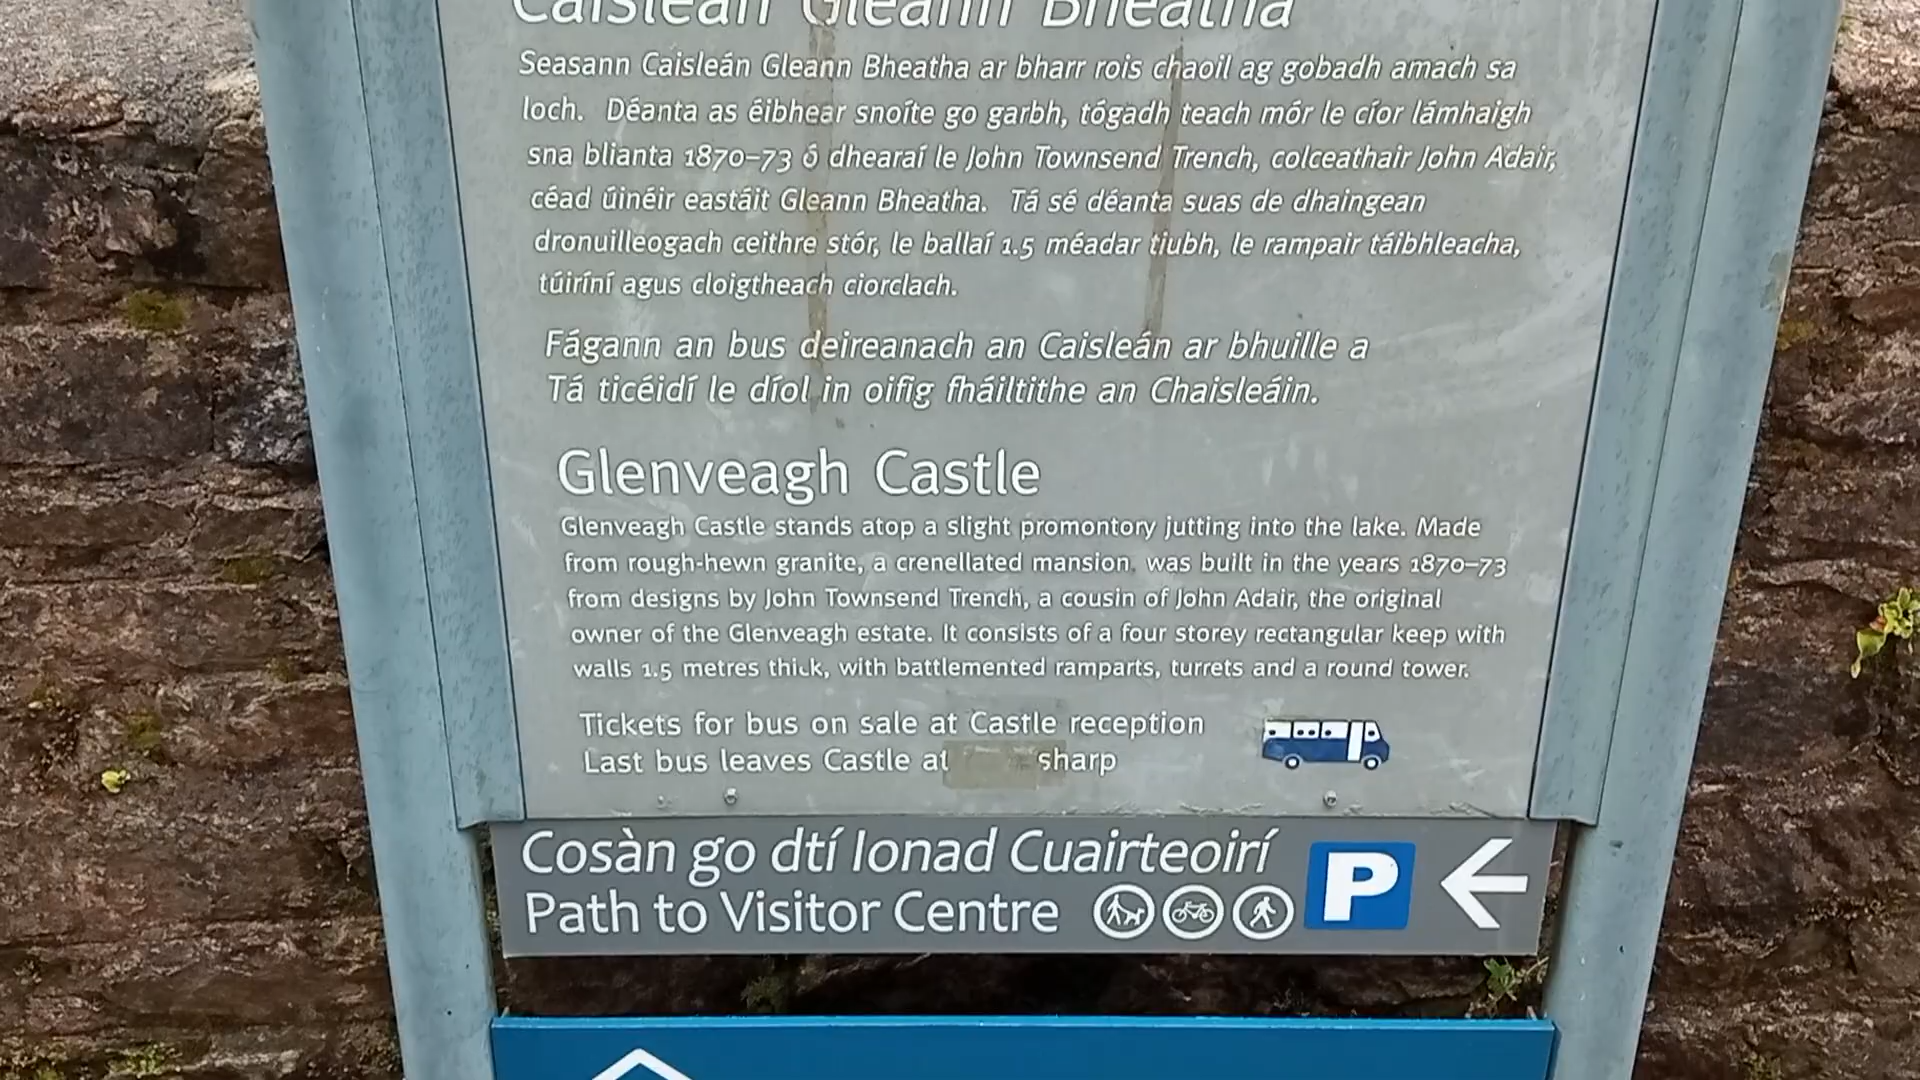 Caisleán Gleann Bheatha
Seasann Caisleán Gleann Bheatha ar bharr rois chaoil ag gobadh amach sa
loch. Déanta as éibhear snoíte go garbh, tógadh teach mór le cíor lámhaigh
sna blianta 1870–73 ó dhearaí le John Townsend Trench, colceathair John Adair,
céad úinéir eastáit Gleann Bheatha. Tá sé déanta suas de dhaingean
dronuilleogach ceithre stór, le ballaí 1.5 méadar tiubh, le rampair táibhleacha,
túiríní agus cloigtheach ciorclach.
Fágann an bus deireanach an Caisleán ar bhuille a
Tá ticéidí le díol in oifig fháiltithe an Chaisleáin.
Glenveagh Castle
Glenveagh Castle stands atop a slight promontory jutting into the lake. Made
from rough-hewn granite, a crenellated mansion, was built in the years 1870–73
from designs by John Townsend Trench, a cousin of John Adair, the original
owner of the Glenveagh estate. It consists of a four storey rectangular keep with
walls 1.5 metres thick, with battlemented ramparts, turrets and a round tower.
Tickets for bus on sale at Castle reception
Last bus leaves Castle at sharp
Cosàn go dtí Ionad Cuairteoirí
Path to Visitor Centre
P